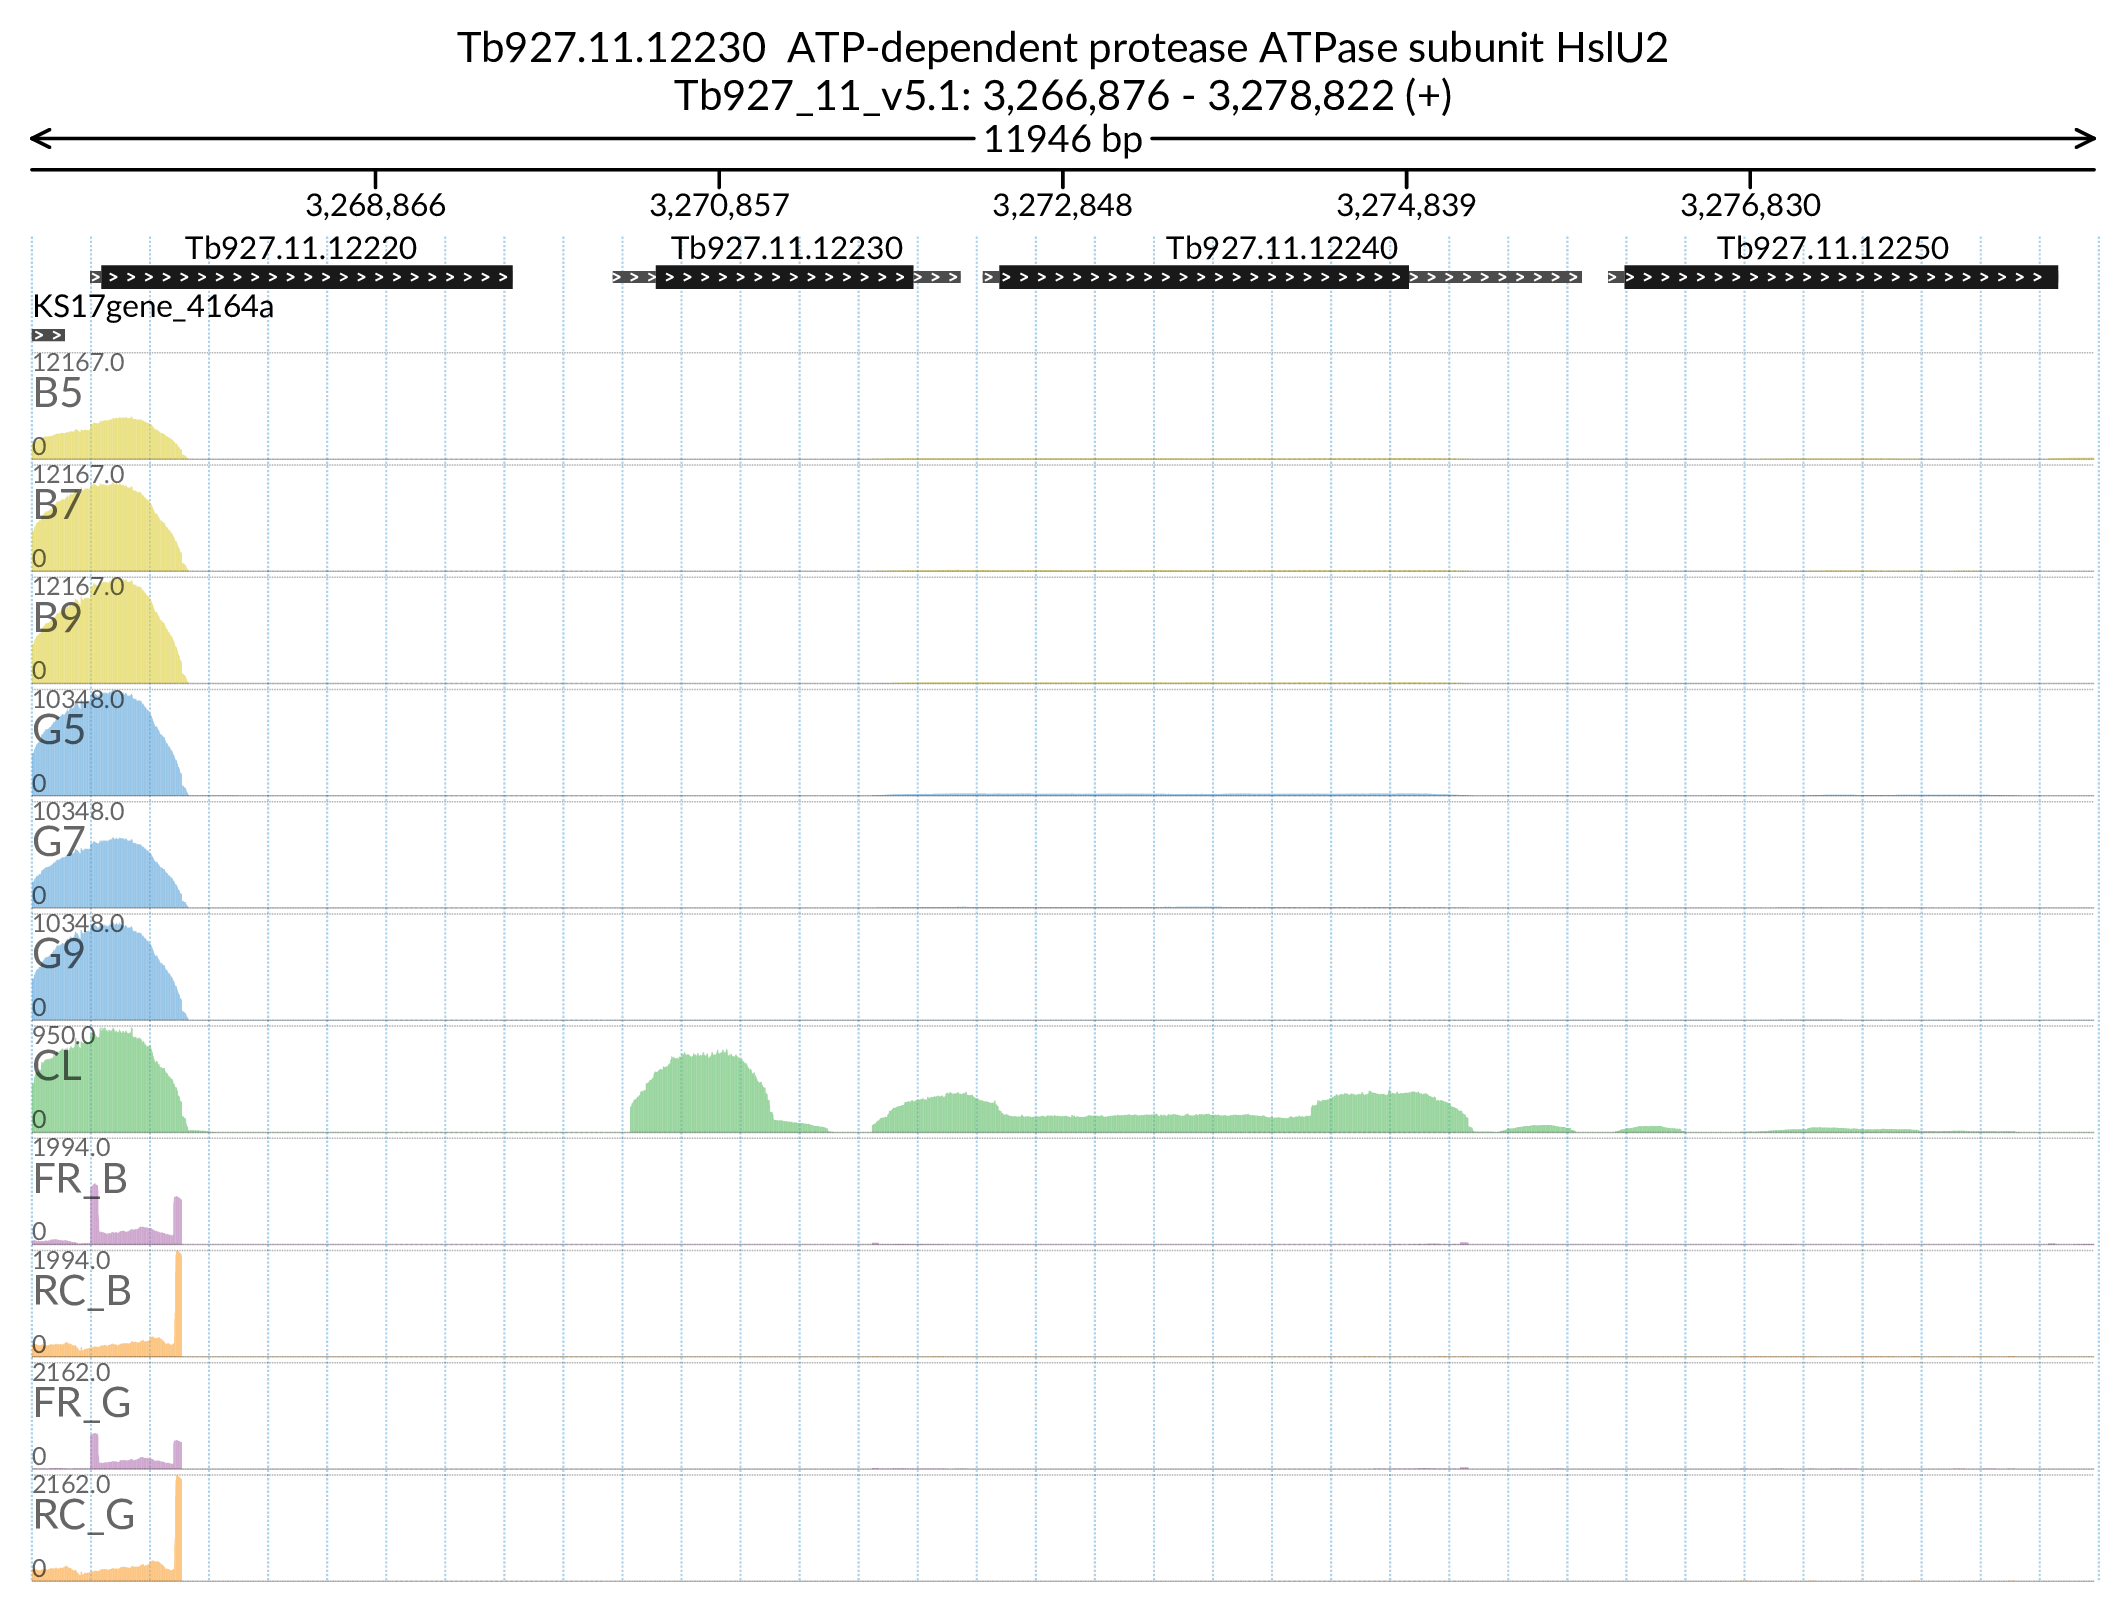 Tb927.11.12230  ATP-dependent protease ATPase subunit HslU2
Tb927_11_v5.1: 3,266,876 - 3,278,822 (+)
11946 bp
3,268,866 3,270,857 3,272,848 3,274,839 3,276,830
Tb927.11.12220 Tb927.11.12230 Tb927.11.12240 Tb927.11.12250
KS17gene_4164a
12167.0
B5
0
12167.0
B7
0
12167.0
B9
0
10348.0
G5
0
10348.0
G7
0
10348.0
G9
0
950.0
CL
0
1994.0
FR_B
0
1994.0
RC_B
0
2162.0
FR_G
0
2162.0
RC_G
0